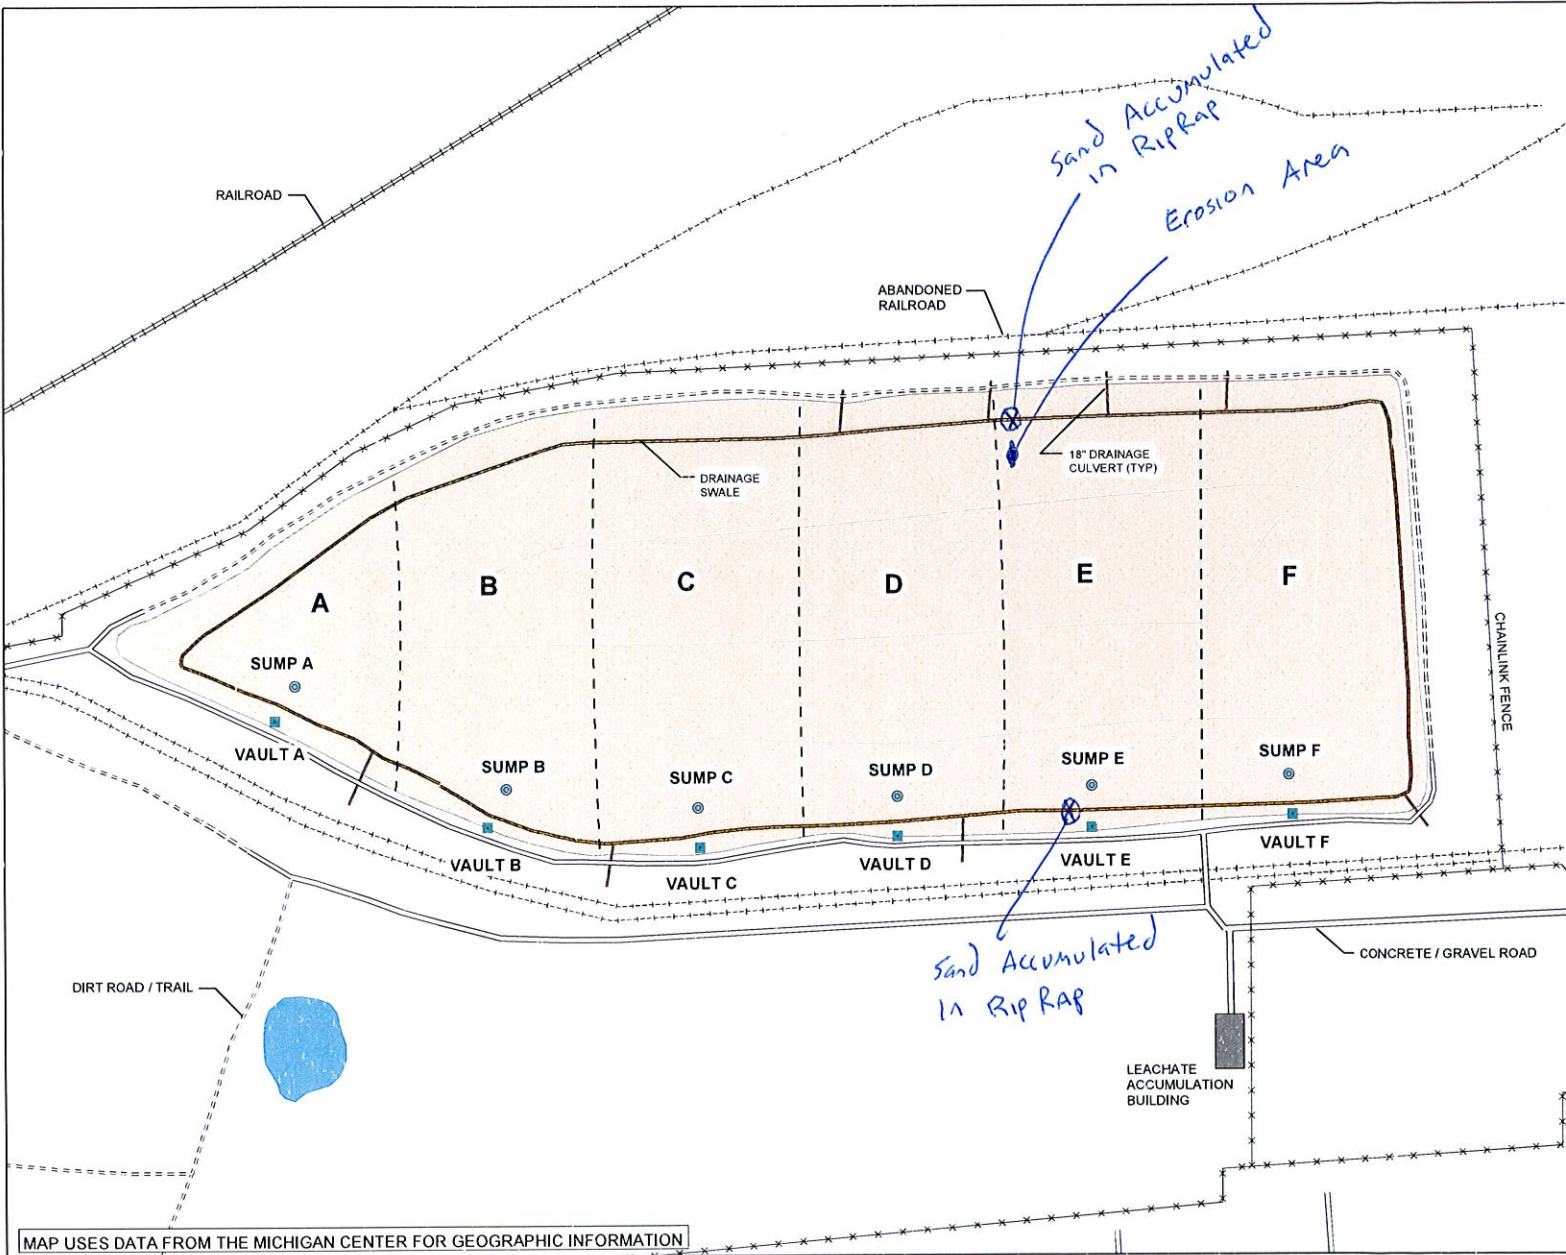 Sand Accumulated
in RipRap
Erosion Area
RAILROAD
ABANDONED
RAILROAD
18" DRAINAGE
CULVERT (TYP)
DRAINAGE
SWALE
A
B
C
D
E
F
CHAINLINK FENCE
SUMP A
SUMP B
SUMP C
SUMP D
SUMP E
SUMP F
VAULT A
VAULT B
VAULT C
VAULT D
VAULT E
VAULT F
Sand Accumulated
In Rip RAP
CONCRETE / GRAVEL ROAD
DIRT ROAD / TRAIL
LEACHATE
ACCUMULATION
BUILDING
MAP USES DATA FROM THE MICHIGAN CENTER FOR GEOGRAPHIC INFORMATION